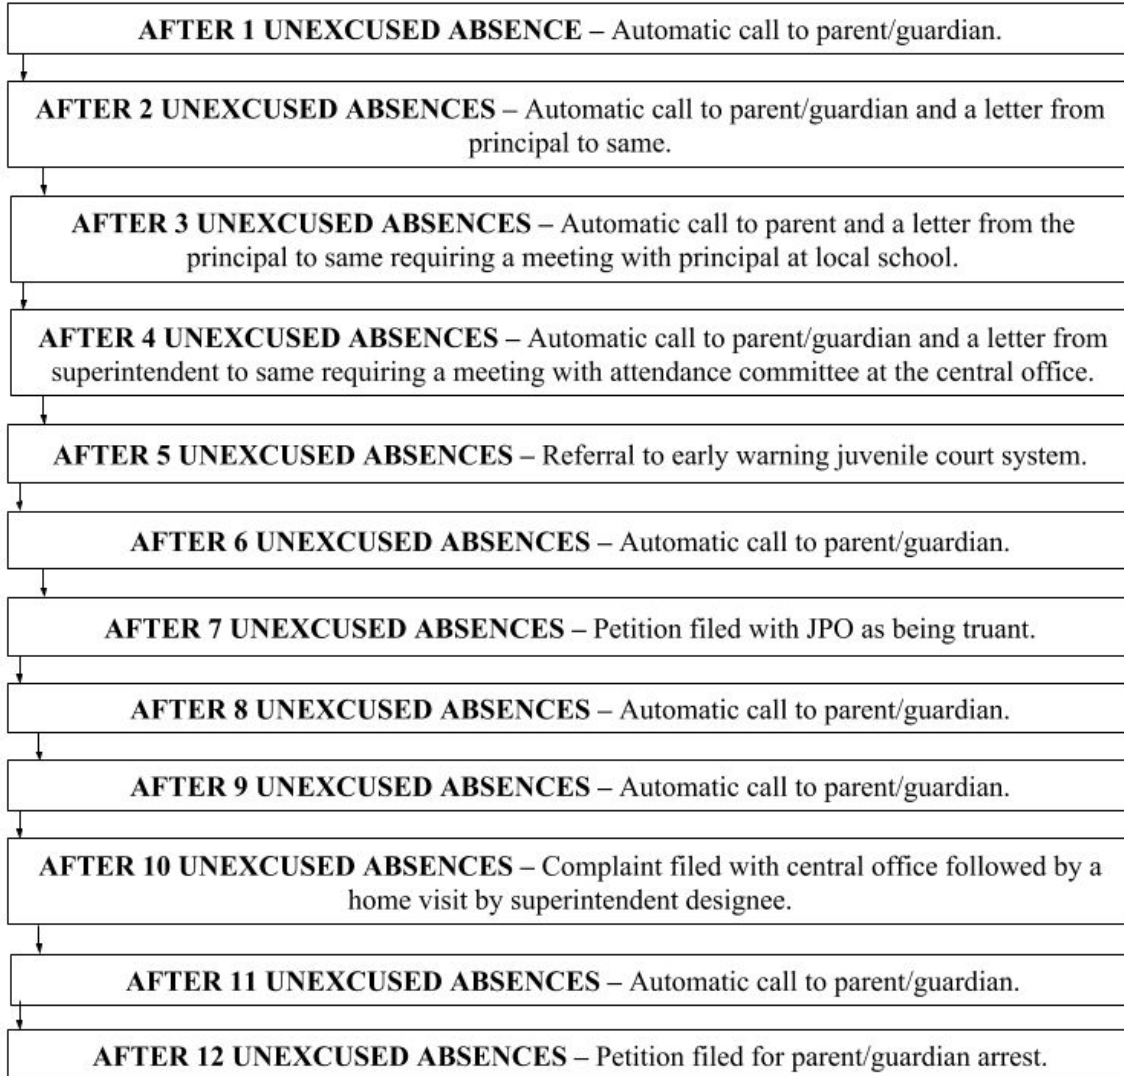 AFTER 1 UNEXCUSED ABSENCE – Automatic call to parent/guardian.
AFTER 2 UNEXCUSED ABSENCES – Automatic call to parent/guardian and a letter from
principal to same.
AFTER 3 UNEXCUSED ABSENCES – Automatic call to parent and a letter from the
principal to same requiring a meeting with principal at local school.
AFTER 4 UNEXCUSED ABSENCES – Automatic call to parent/guardian and a letter from
superintendent to same requiring a meeting with attendance committee at the central office.
AFTER 5 UNEXCUSED ABSENCES – Referral to early warning juvenile court system.
AFTER 6 UNEXCUSED ABSENCES – Automatic call to parent/guardian.
AFTER 7 UNEXCUSED ABSENCES – Petition filed with JPO as being truant.
AFTER 8 UNEXCUSED ABSENCES – Automatic call to parent/guardian.
AFTER 9 UNEXCUSED ABSENCES – Automatic call to parent/guardian.
AFTER 10 UNEXCUSED ABSENCES – Complaint filed with central office followed by a
home visit by superintendent designee.
AFTER 11 UNEXCUSED ABSENCES – Automatic call to parent/guardian.
AFTER 12 UNEXCUSED ABSENCES – Petition filed for parent/guardian arrest.